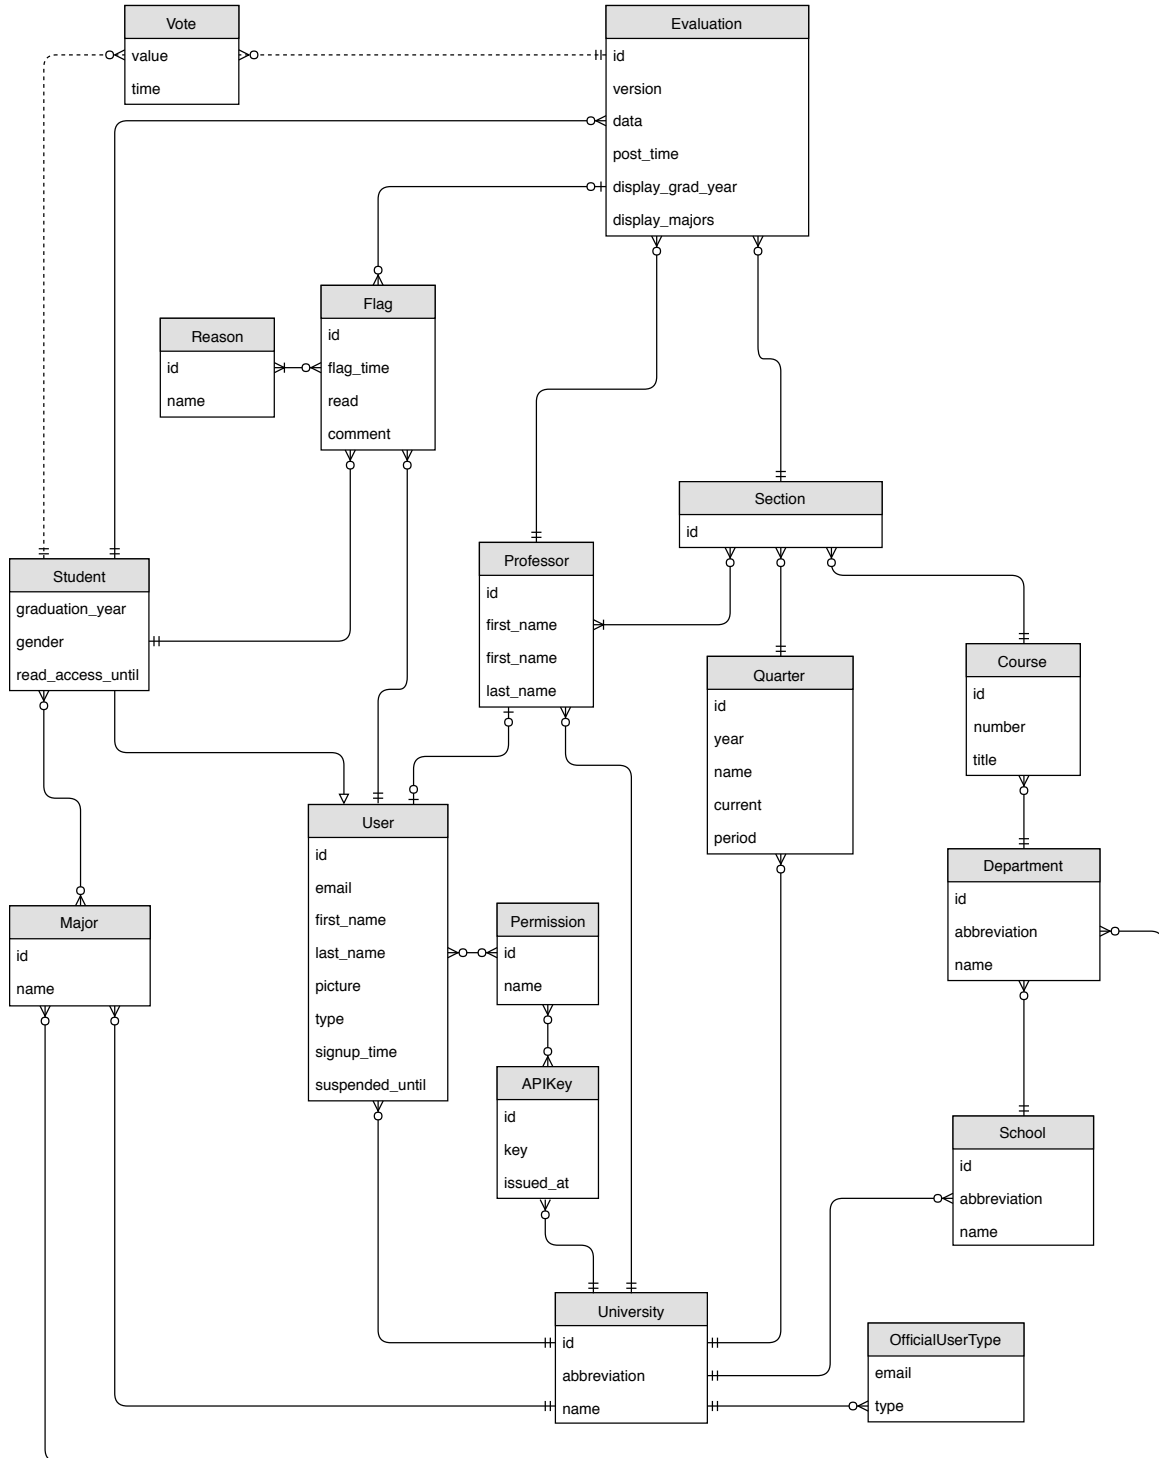 Vote
value
time
Evaluation
id
version
data
post_time
display_grad_year
display_majors
Flag
id
flag_time
read
comment
Reason
id
name
Section
id
Student
graduation_year
gender
read_access_until
Professor
id
first_name
first_name
last_name
Quarter
id
year
name
current
period
Course
id
number
title
User
id
email
first_name
last_name
picture
type
signup_time
suspended_until
Department
id
abbreviation
name
Major
id
name
Permission
id
name
APIKey
id
key
issued_at
School
id
abbreviation
name
University
id
abbreviation
name
OfficialUserType
email
type